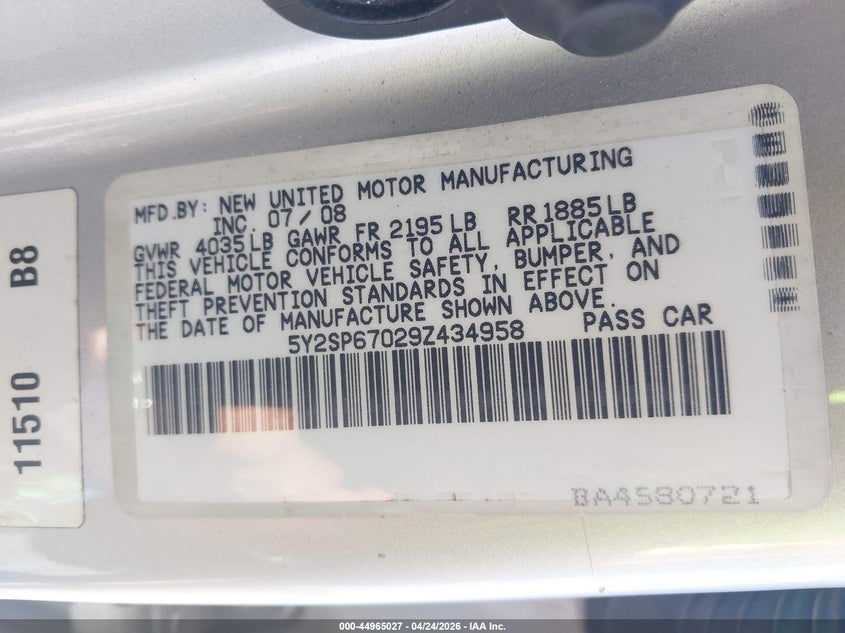 MFD.BY: NEW UNITED MOTOR MANUFACTURING
INC. 07/08
GVWR 4035LB GAWR FR 2195LB RR 1885LB
THIS VEHICLE CONFORMS TO ALL APPLICABLE
FEDERAL MOTOR VEHICLE SAFETY, BUMPER, AND
THEFT PREVENTION STANDARDS IN EFFECT ON
THE DATE OF MANUFACTURE SHOWN ABOVE.
5Y2SP67029Z434958 PASS CAR
BA4580721
11510 B8
000-44965027 - 04/24/2026 - IAA Inc.